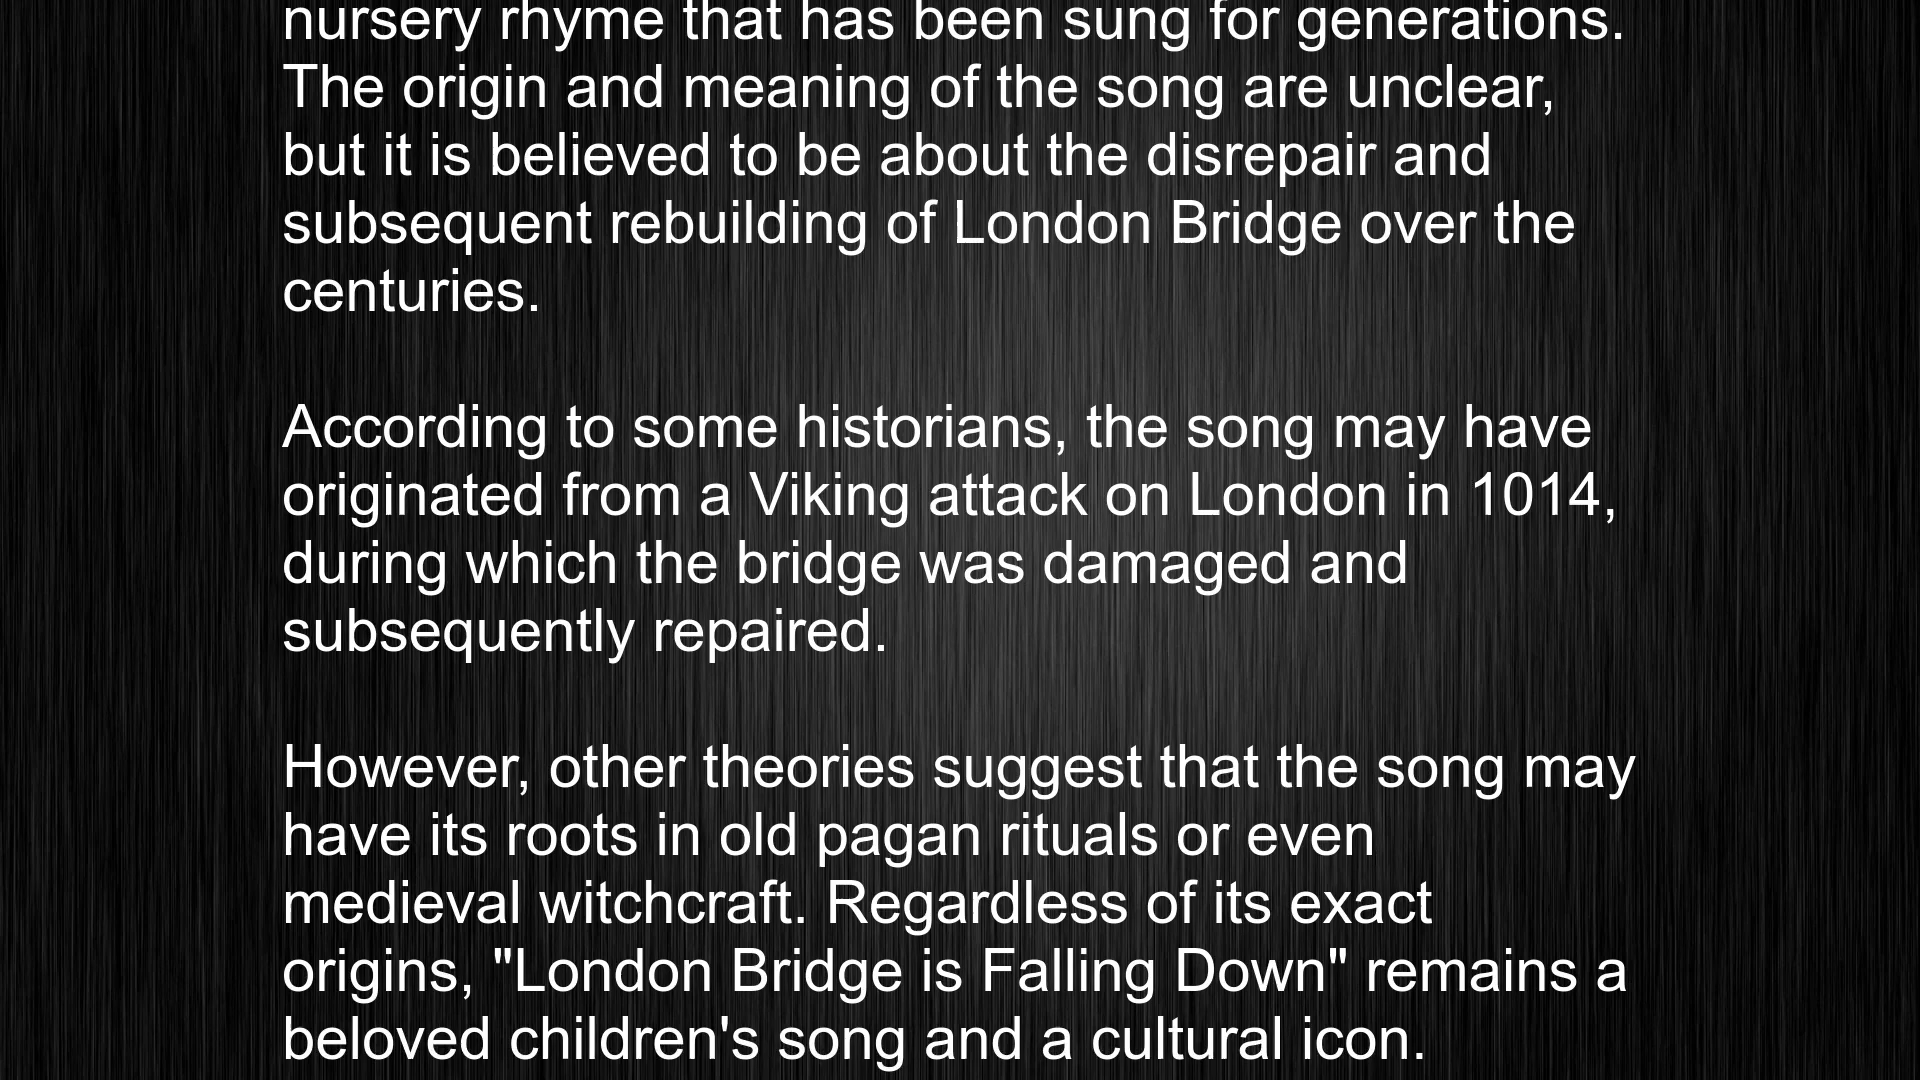 nursery rhyme that has been sung for generations.
The origin and meaning of the song are unclear,
but it is believed to be about the disrepair and
subsequent rebuilding of London Bridge over the
centuries.
According to some historians, the song may have
originated from a Viking attack on London in 1014,
during which the bridge was damaged and
subsequently repaired.
However, other theories suggest that the song may
have its roots in old pagan rituals or even
medieval witchcraft. Regardless of its exact
origins, "London Bridge is Falling Down" remains a
beloved children's song and a cultural icon.